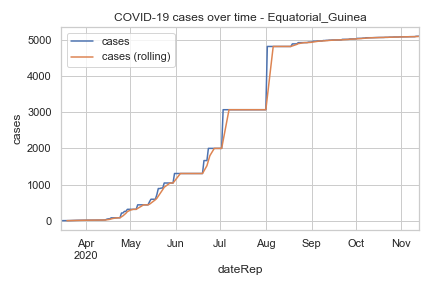 COVID-19 cases over time - Equatorial_Guinea
cases
cases (rolling)
5000
4000
3000
2000
1000
0
cases
Apr May Jun Jul Aug Sep Oct Nov
2020
dateRep